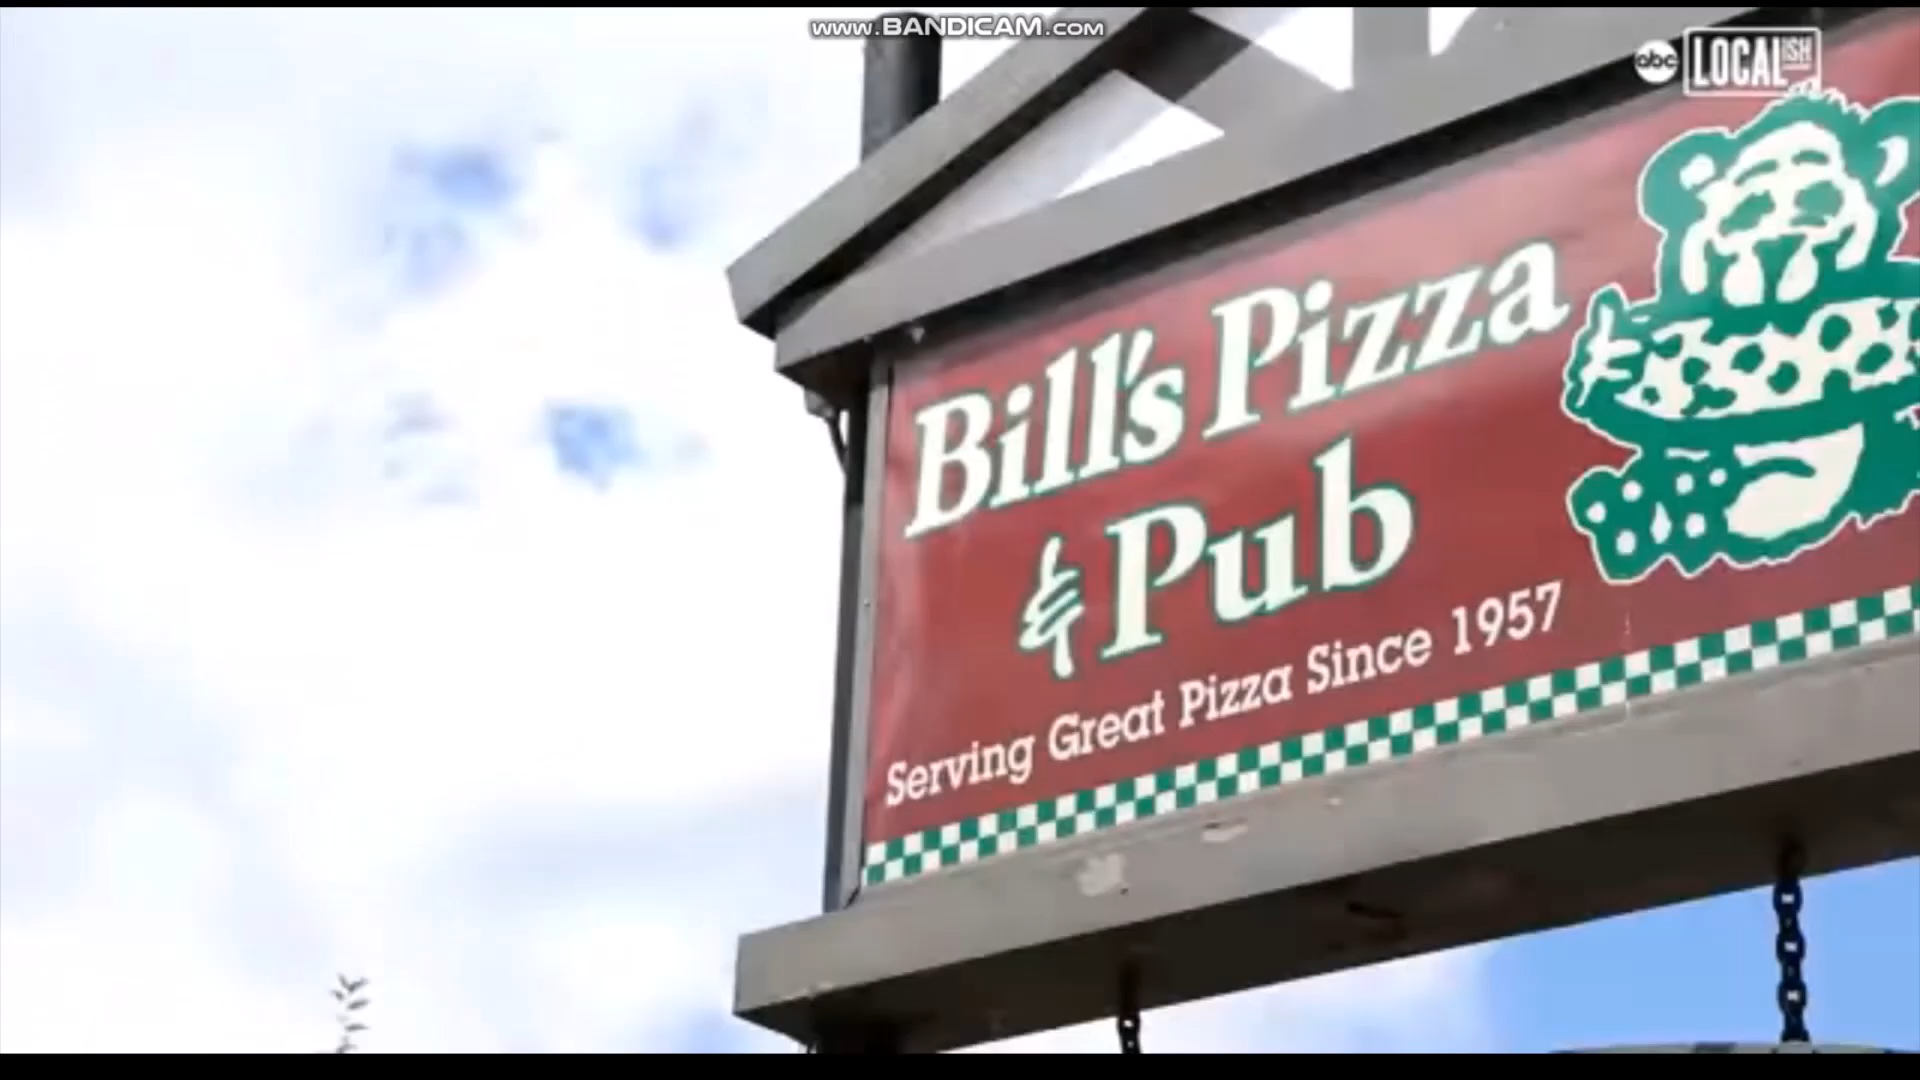 www.BANDICAM.com
abc LOCALISH
Bill's Pizza
& Pub
Serving Great Pizza Since 1957